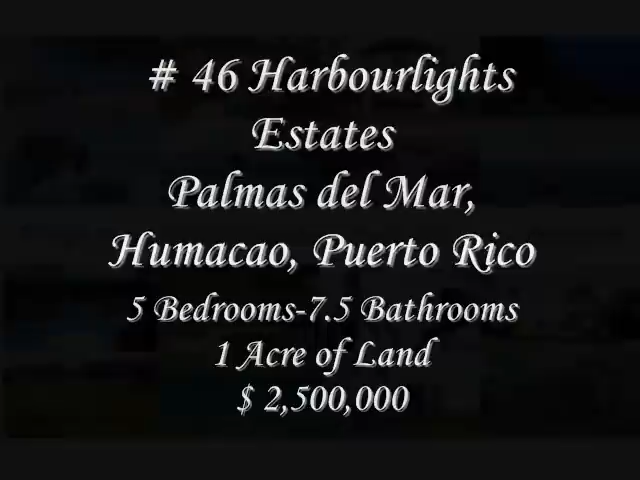 # 46 Harbourlights
Estates
Palmas del Mar,
Humacao, Puerto Rico
5 Bedrooms-7.5 Bathrooms
1 Acre of Land
$ 2,500,000